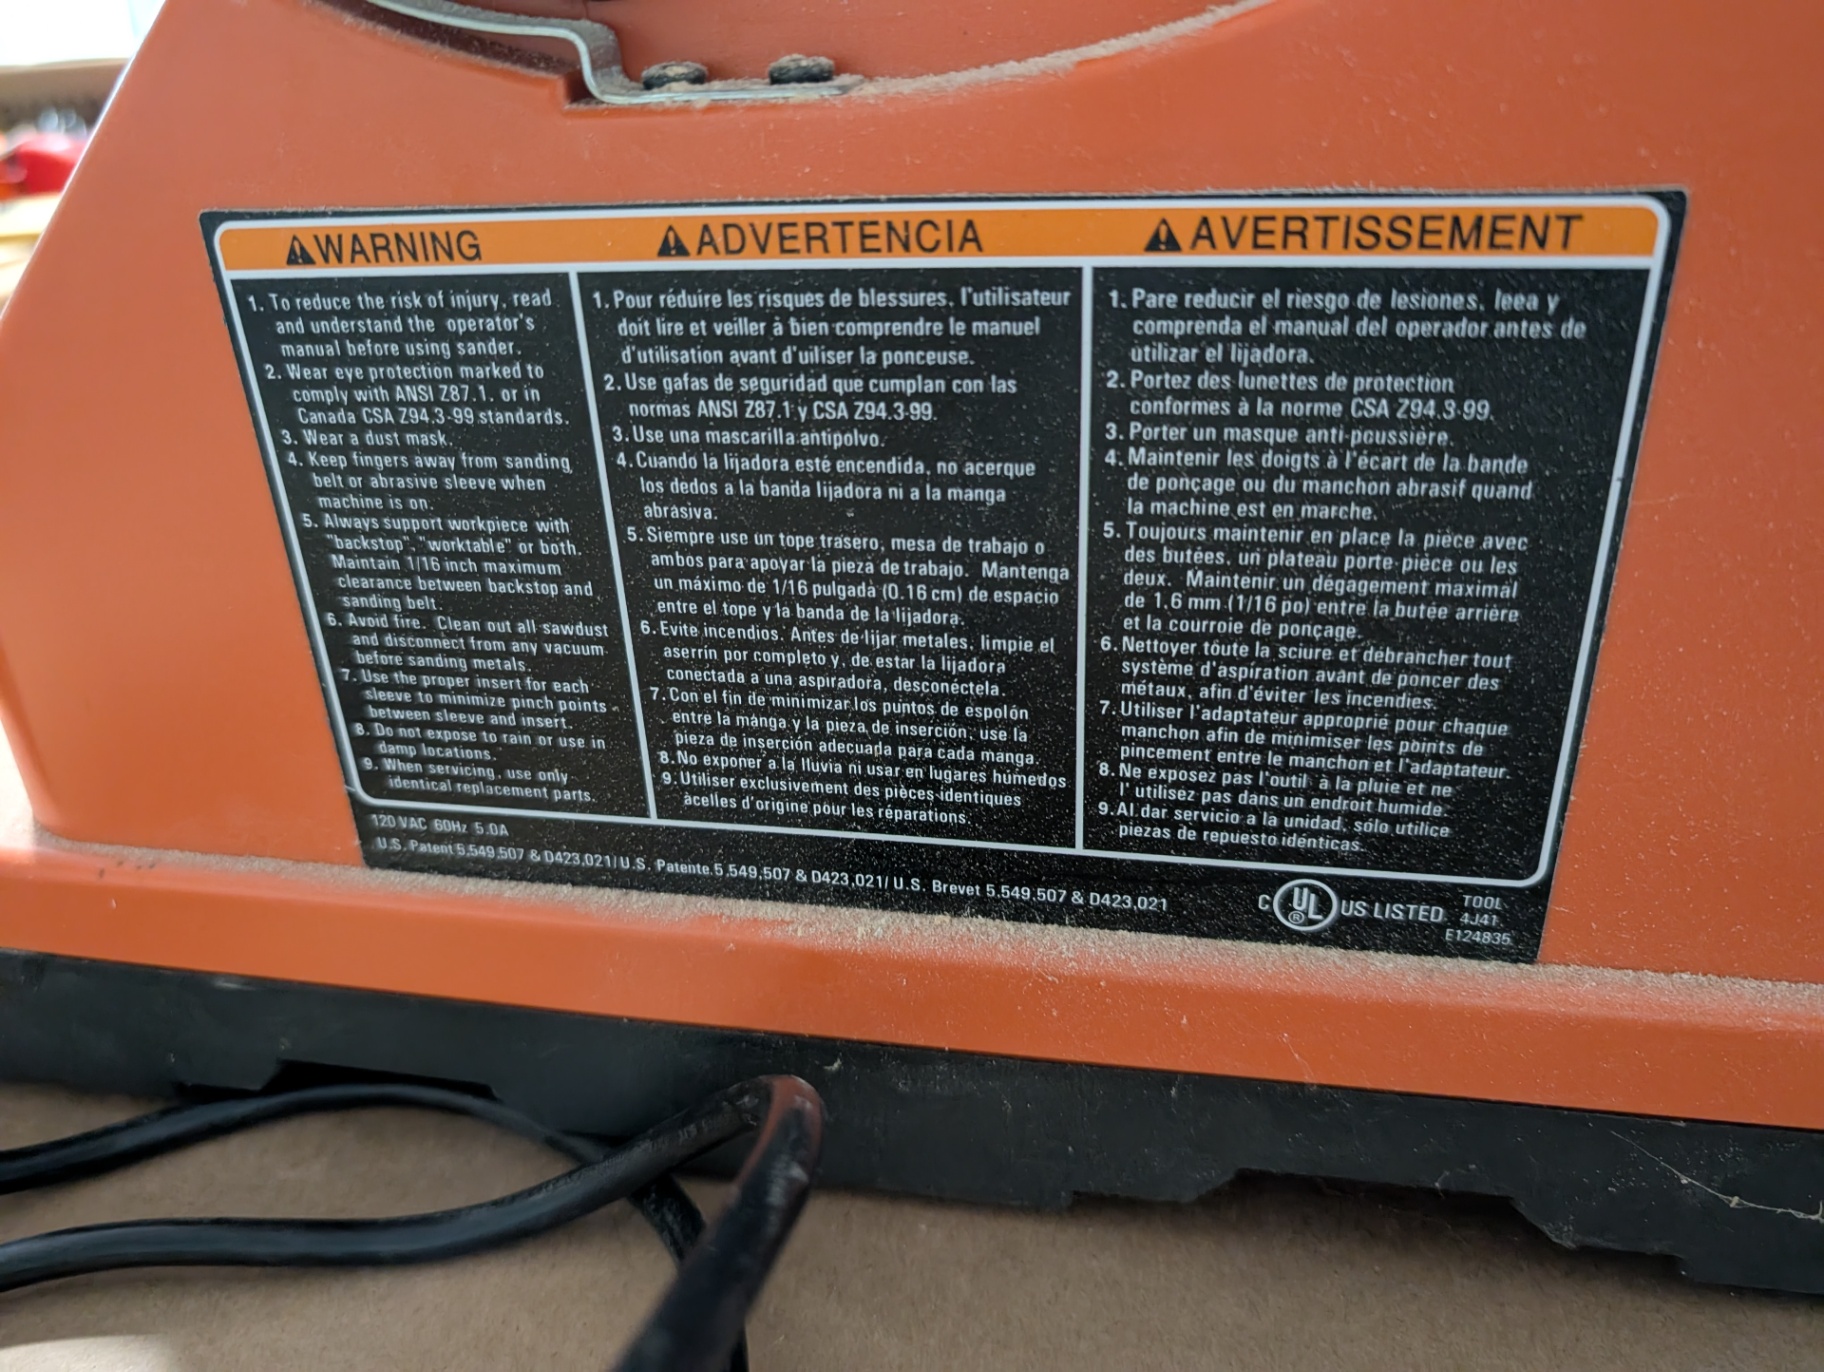 WARNING
1. To reduce the risk of injury, read
and understand the operator's
manual before using sander.
2. Wear eye protection marked to
comply with ANSI Z87.1, or in
Canada CSA Z94.3-99 standards.
3. Wear a dust mask.
4. Keep fingers away from sanding
belt or abrasive sleeve when
machine is on.
5. Always support workpiece with
"backstop", "worktable" or both.
Maintain 1/16 inch maximum
clearance between backstop and
sanding belt.
6. Avoid fire. Clean out all sawdust
and disconnect from any vacuum
before sanding metals.
7. Use the proper insert for each
sleeve to minimize pinch points
between sleeve and insert.
8. Do not expose to rain or use in
damp locations.
9. When servicing, use only
identical replacement parts.
ADVERTENCIA
1. Pour réduire les risques de blessures, l'utilisateur
doit lire et veiller à bien comprendre le manuel
d'utilisation avant d'uiliser la ponceuse.
2. Use gafas de seguridad que cumplan con las
normas ANSI Z87.1 y CSA Z94.3-99.
3. Use una mascarilla antipolvo.
4. Cuando la lijadora esté encendida, no acerque
los dedos a la banda lijadora ni a la manga
abrasiva.
5. Siempre use un tope trasero, mesa de trabajo o
ambos para apoyar la pieza de trabajo. Mantenga
un máximo de 1/16 pulgada (0.16 cm) de espacio
entre el tope y la banda de la lijadora.
6. Evite incendios. Antes de lijar metales, limpie el
aserrin por completo y, de estar la lijadora
conectada a una aspiradora, desconéctela.
7. Con el fin de minimizar los puntos de espolón
entre la manga y la pieza de inserción, use la
pieza de inserción adecuada para cada manga.
8. No exponer a la lluvia ni usar en lugares húmedos
9. Utiliser exclusivement des pièces identiques
àcelles d'origine pour les réparations.
AVERTISSEMENT
1. Pare reducir el riesgo de lesiones, leea y
comprenda el manual del operador antes de
utilizar el lijadora.
2. Portez des lunettes de protection
conformes à la norme CSA Z94.3-99.
3. Porter un masque anti-poussière.
4. Maintenir les doigts à l'écart de la bande
de ponçage ou du manchon abrasif quand
la machine est en marche.
5. Toujours maintenir en place la pièce avec
des butées, un plateau porte-pièce ou les
deux. Maintenir un dégagement maximal
de 1.6 mm (1/16 po) entre la butée arrière
et la courroie de ponçage.
6. Nettoyer toute la sciure et débrancher tout
système d'aspiration avant de poncer des
métaux, afin d'éviter les incendies.
7. Utiliser l'adaptateur approprié pour chaque
manchon afin de minimiser les points de
pincement entre le manchon et l'adaptateur.
8. Ne exposez pas l'outil à la pluie et ne
l' utilisez pas dans un endroit humide.
9. Al dar servicio a la unidad, sólo utilice
piezas de repuesto idénticas.
120 VAC 60Hz 5.0A
U.S. Patent 5,549,507 & D423,021/ U.S. Patente 5,549,507 & D423,021/ U.S. Brevet 5.549.507 & D423,021
C UL ® US LISTED
TOOL
4J41
E124835